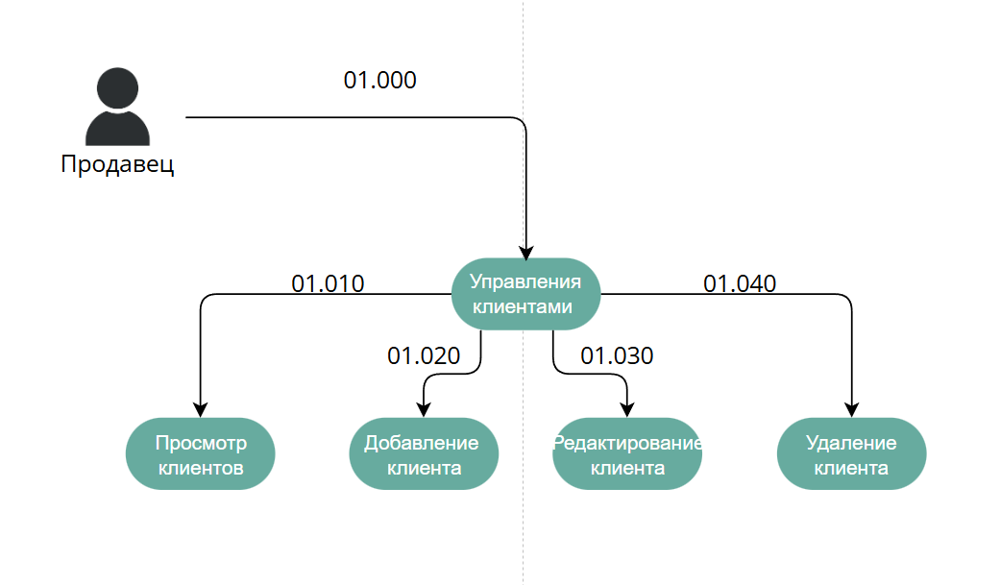 01.000
Продавец
Управления
клиентами
01.010
01.040
01.020
01.030
Просмотр
клиентов
Добавление
клиента
Редактирование
клиента
Удаление
клиента